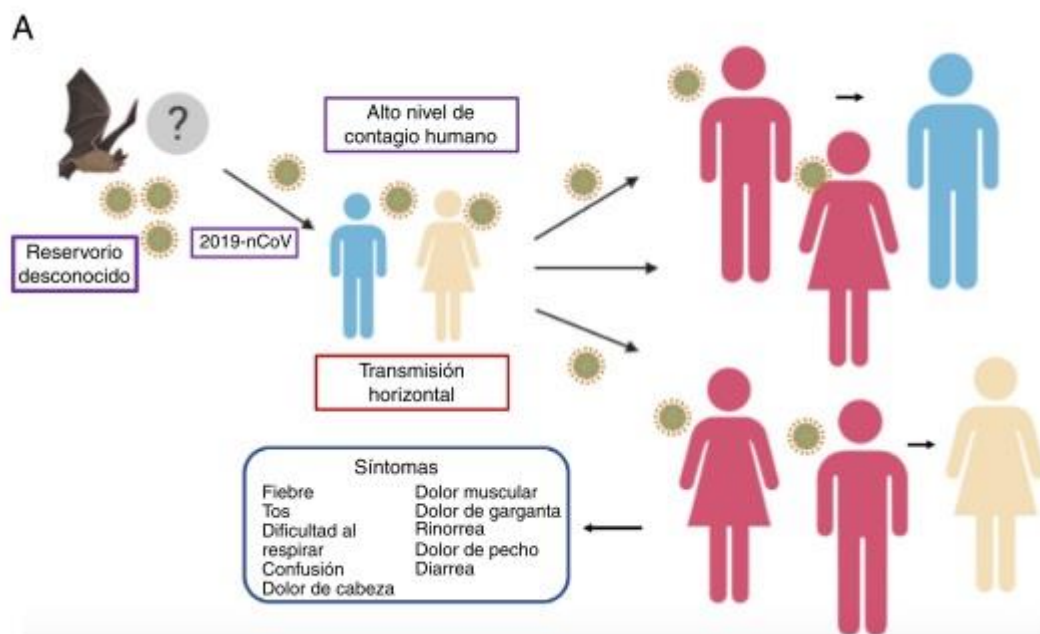 A
?
Reservorio
desconocido
2019-nCoV
Alto nivel de
contagio humano
Transmisión
horizontal
Síntomas
Fiebre
Tos
Dificultad al
respirar
Confusión
Dolor de cabeza
Dolor muscular
Dolor de garganta
Rinorrea
Dolor de pecho
Diarrea